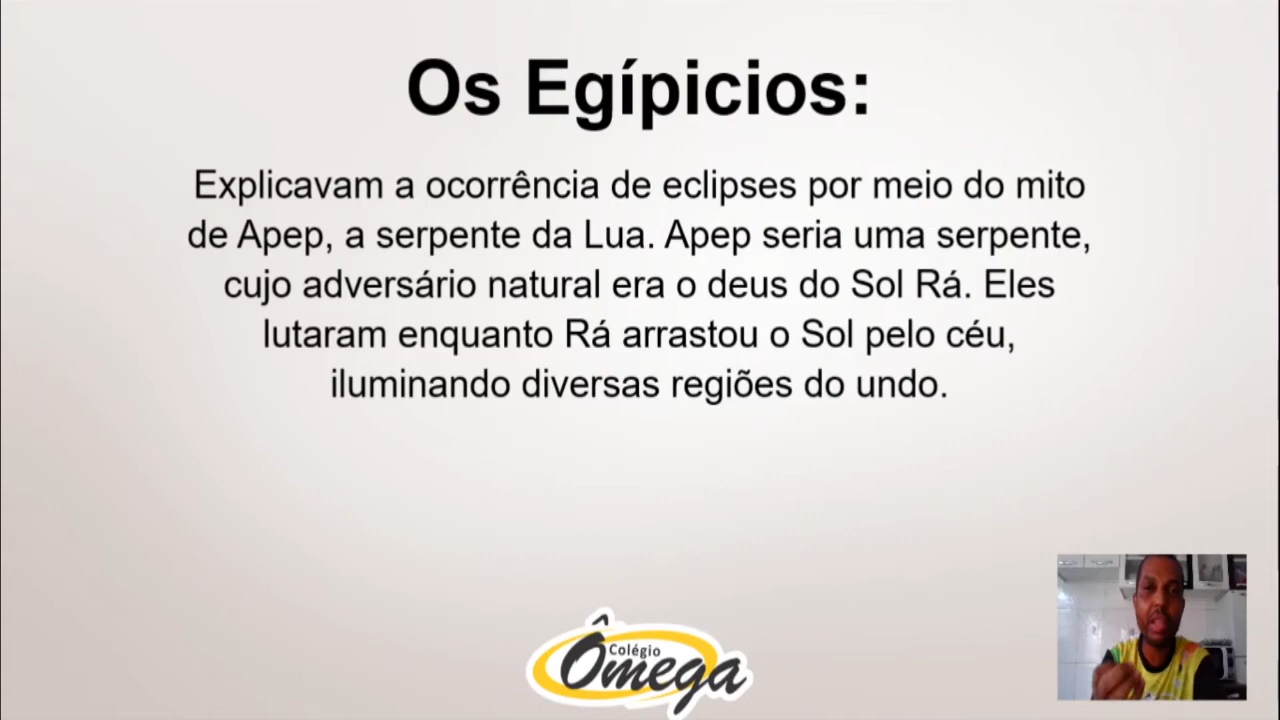 Os Egípicios:
Explicavam a ocorrência de eclipses por meio do mito
de Apep, a serpente da Lua. Apep seria uma serpente,
cujo adversário natural era o deus do Sol Rá. Eles
lutaram enquanto Rá arrastou o Sol pelo céu,
iluminando diversas regiões do undo.
Colégio
Ômega